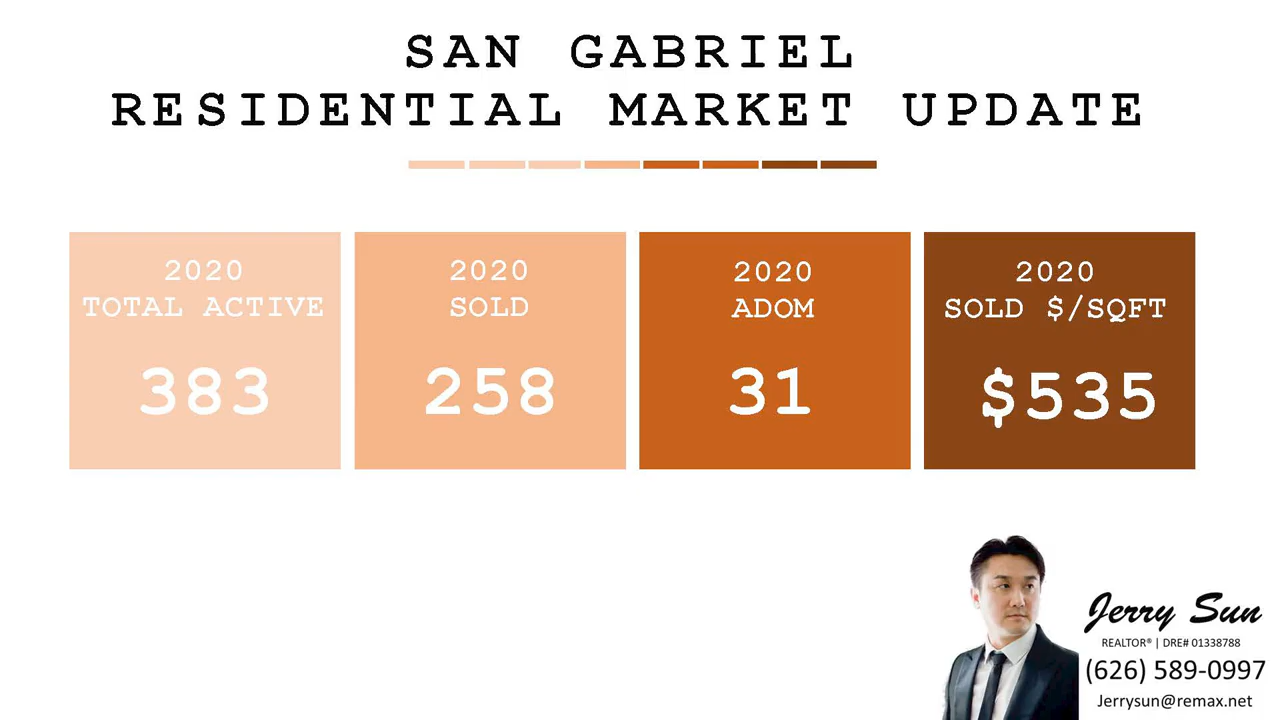 SAN GABRIEL
RESIDENTIAL MARKET UPDATE
2020
TOTAL ACTIVE
383
2020
SOLD
258
2020
ADOM
31
2020
SOLD $/SQFT
$535
Jerry Sun
REALTOR® | DRE# 01338788
(626) 589-0997
Jerrysun@remax.net